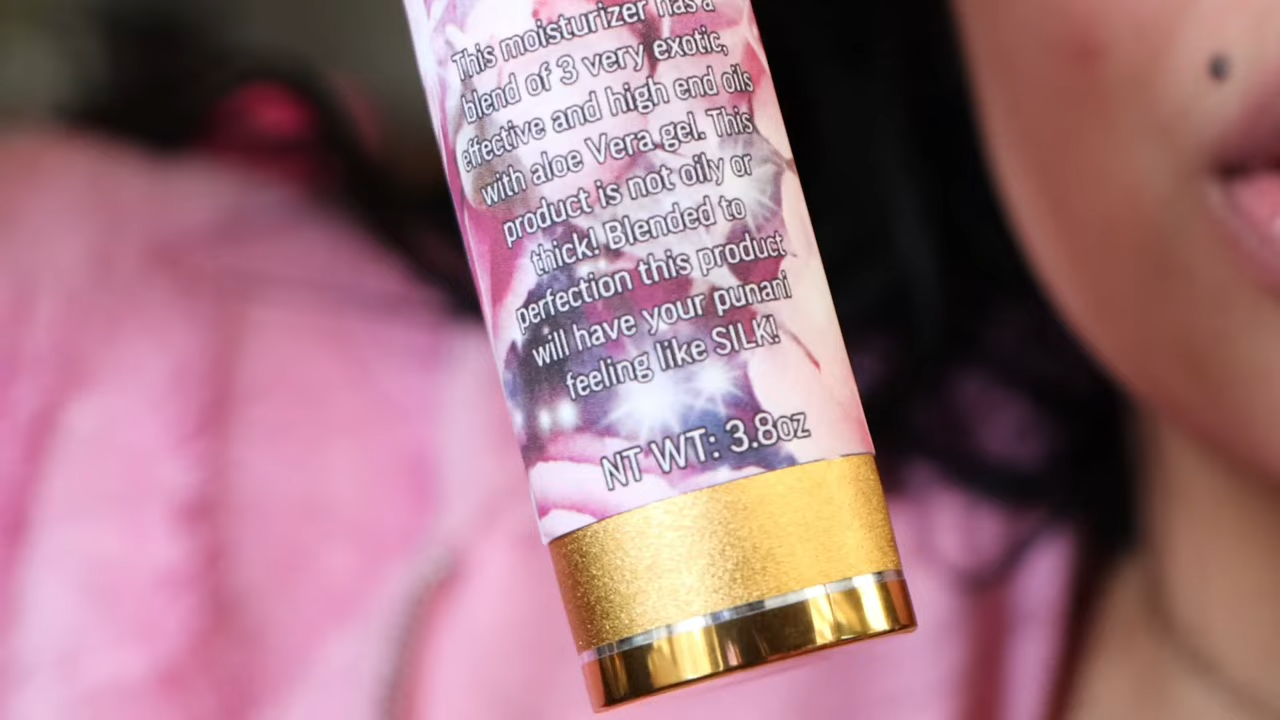 This moisturizer has a
blend of 3 very exotic,
effective and high end oils
with aloe Vera gel. This
product is not oily or
thick! Blended to
perfection this product
will have your punani
feeling like SILK!
NT WT: 3.8oz